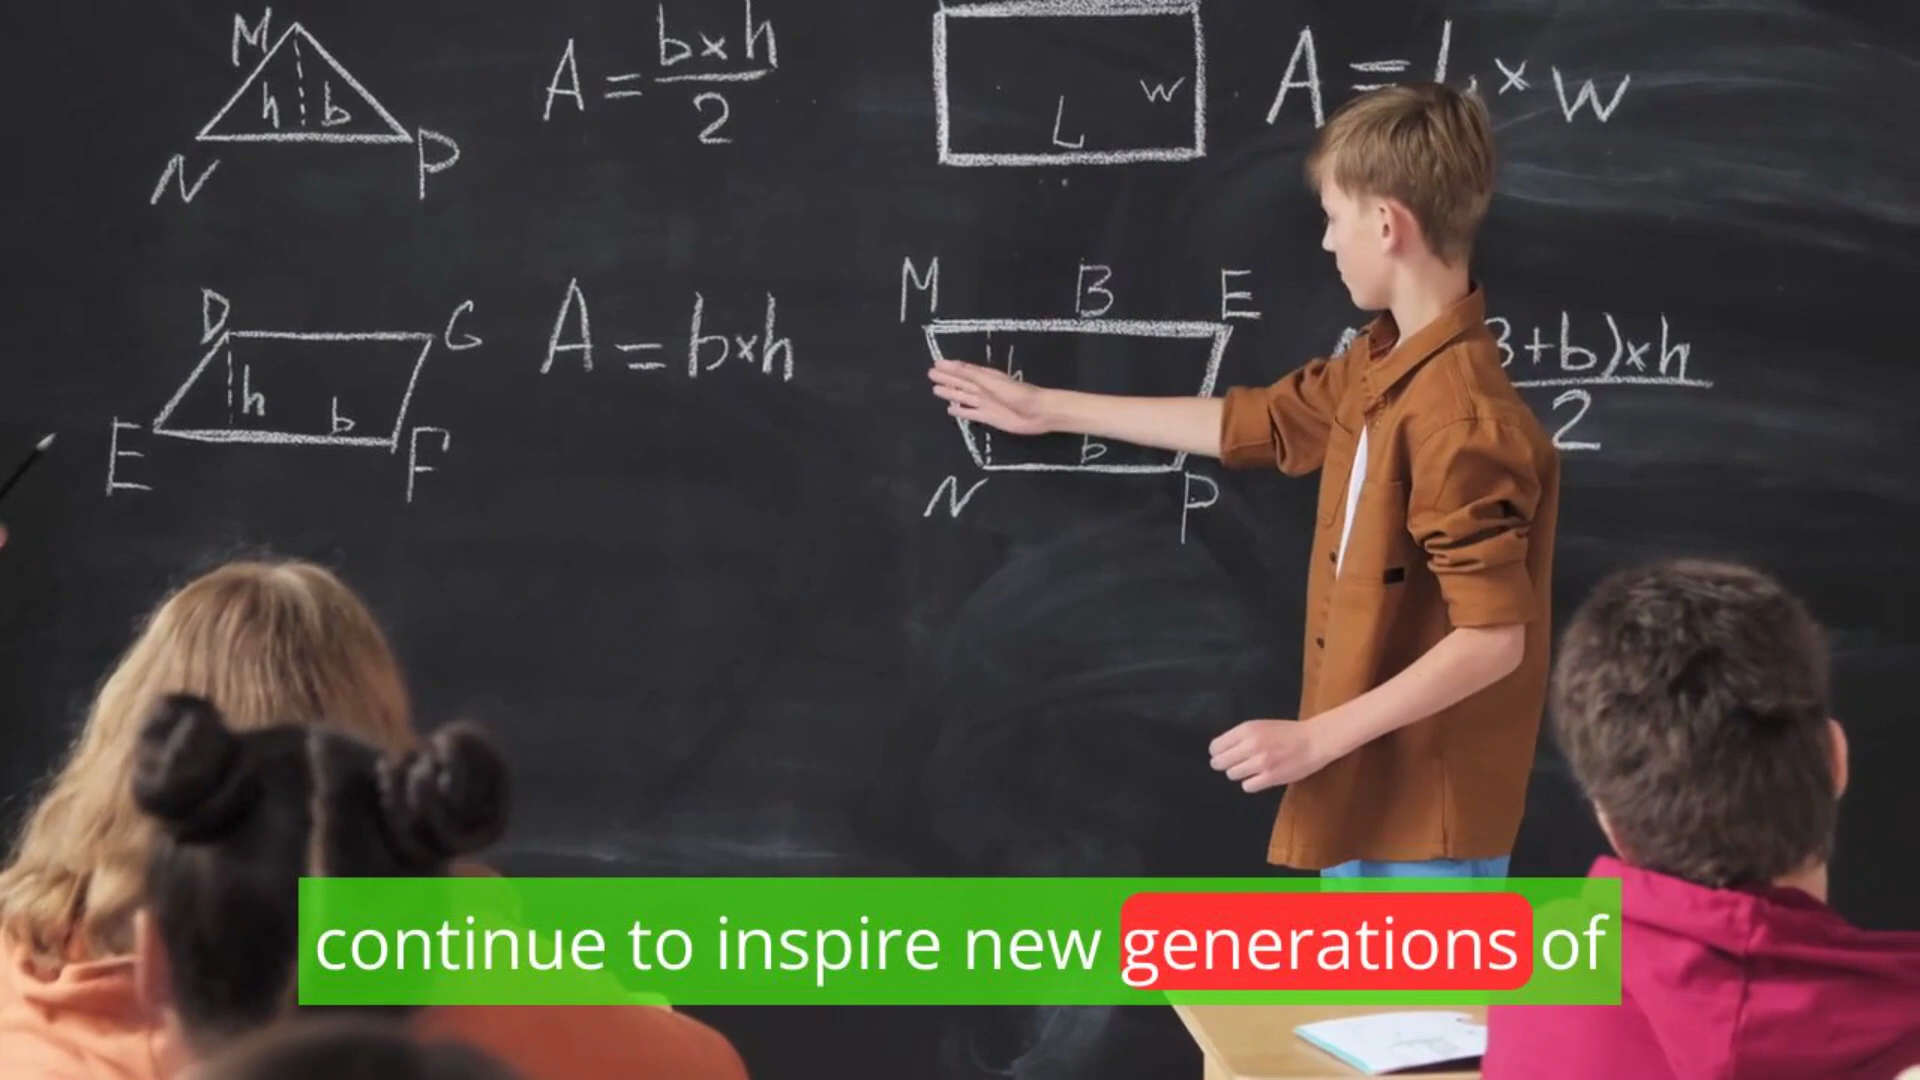 M
h b
N P
A = b×h
2
L
w
A = L × w
D G
h b
E F
A = b×h
M B E
h
b
N P
B+b)×h
2
continue to inspire new generations of